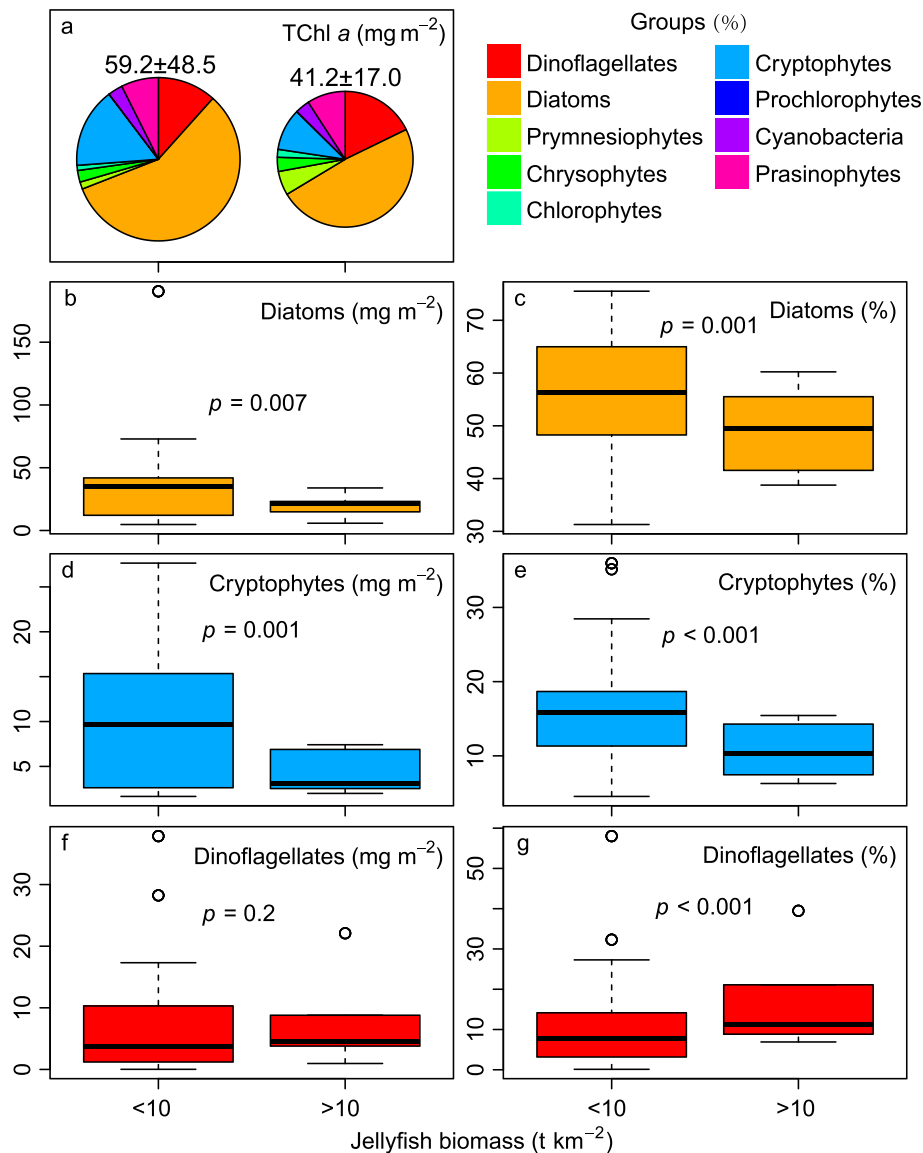 a
TChl a (mg m−2)
59.2±48.5
41.2±17.0
Groups (%)
Dinoflagellates
Diatoms
Prymnesiophytes
Chrysophytes
Chlorophytes
Cryptophytes
Prochlorophytes
Cyanobacteria
Prasinophytes
b
Diatoms (mg m−2)
p = 0.007
0
50
100
150
c
Diatoms (%)
p = 0.001
30
40
50
60
70
d
Cryptophytes (mg m−2)
p = 0.001
5
10
20
e
Cryptophytes (%)
p < 0.001
10
20
30
f
Dinoflagellates (mg m−2)
p = 0.2
0
10
20
30
g
Dinoflagellates (%)
p < 0.001
0
10
30
50
<10
>10
<10
>10
Jellyfish biomass (t km−2)